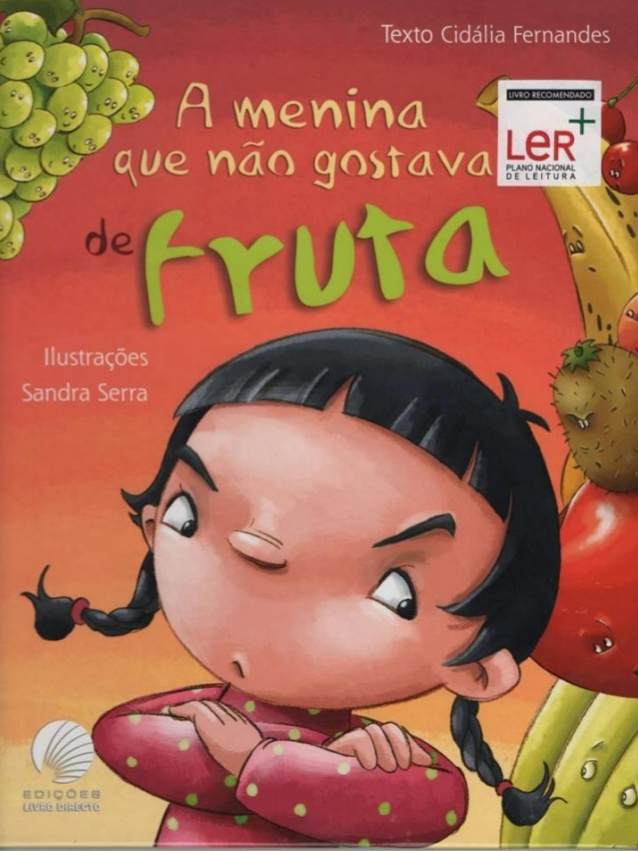 Texto Cidália Fernandes
A menina
que não gostava
de fruta
LIVRO RECOMENDADO
LeR+
PLANO NACIONAL
DE LEITURA
Ilustrações
Sandra Serra
EDIÇÕES
LIVRO DIRECTO